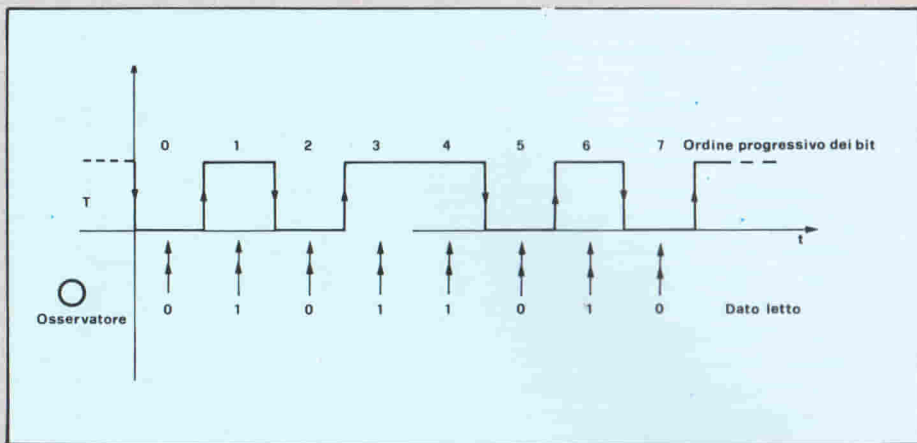 0 1 2 3 4 5 6 7 Ordine progressivo dei bit
T
t
0 1 0 1 1 0 1 0 Dato letto
Osservatore